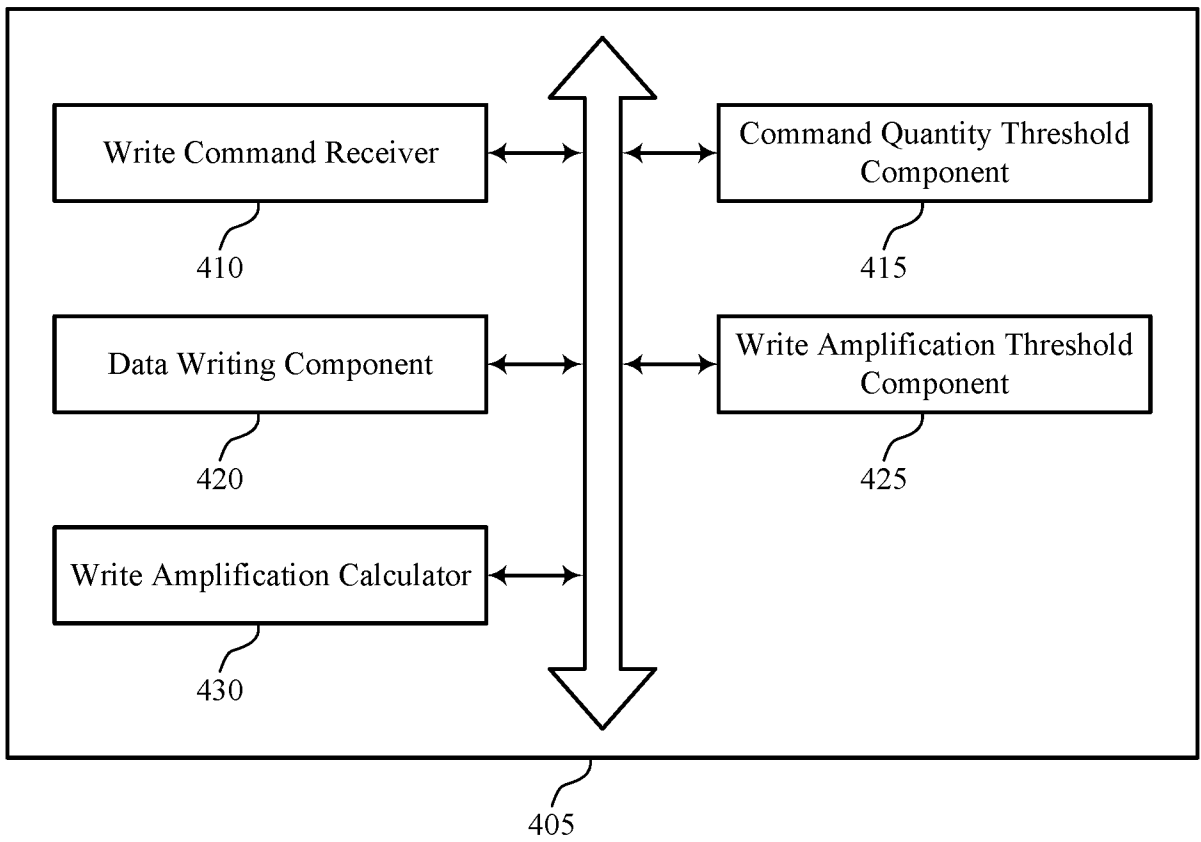 Write Command Receiver
410
Command Quantity Threshold
Component
415
Data Writing Component
420
Write Amplification Threshold
Component
425
Write Amplification Calculator
430
405